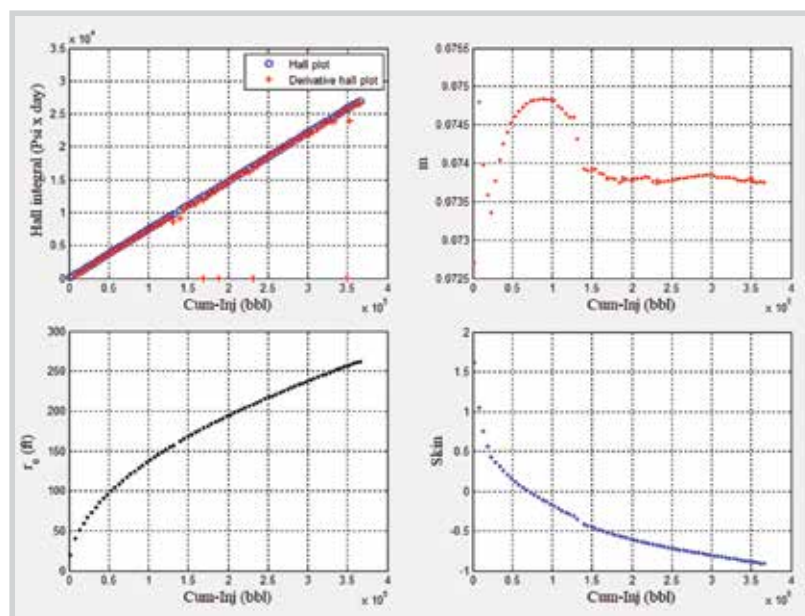 x 10⁴
3.5
3
2.5
2
1.5
1
0.5
0
Hall integral (Psi x day)
Hall plot
Derivative hall plot
0 0.5 1 1.5 2 2.5 3 3.5 4
Cum-Inj (bbl)
x 10⁵
0.0755
0.075
0.0745
0.074
0.0735
0.073
0.0725
m
0 0.5 1 1.5 2 2.5 3 3.5 4
Cum-Inj (bbl)
x 10⁵
300
250
200
150
100
50
0
rₑ (ft)
0 0.5 1 1.5 2 2.5 3 3.5 4
Cum-Inj (bbl)
x 10⁵
2
1.5
1
0.5
0
-0.5
-1
Skin
0 0.5 1 1.5 2 2.5 3 3.5 4
Cum-Inj (bbl)
x 10⁵